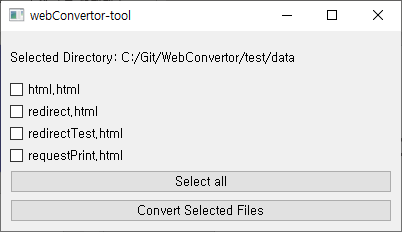 webConvertor-tool
Selected Directory: C:/Git/WebConvertor/test/data
html.html
redirect.html
redirectTest.html
requestPrint.html
Select all
Convert Selected Files